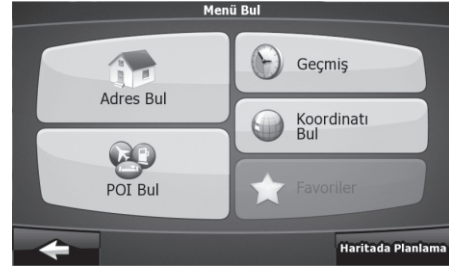 Menü Bul
Adres Bul
POI Bul
Geçmiş
Koordinatı
Bul
Favoriler
Haritada Planlama